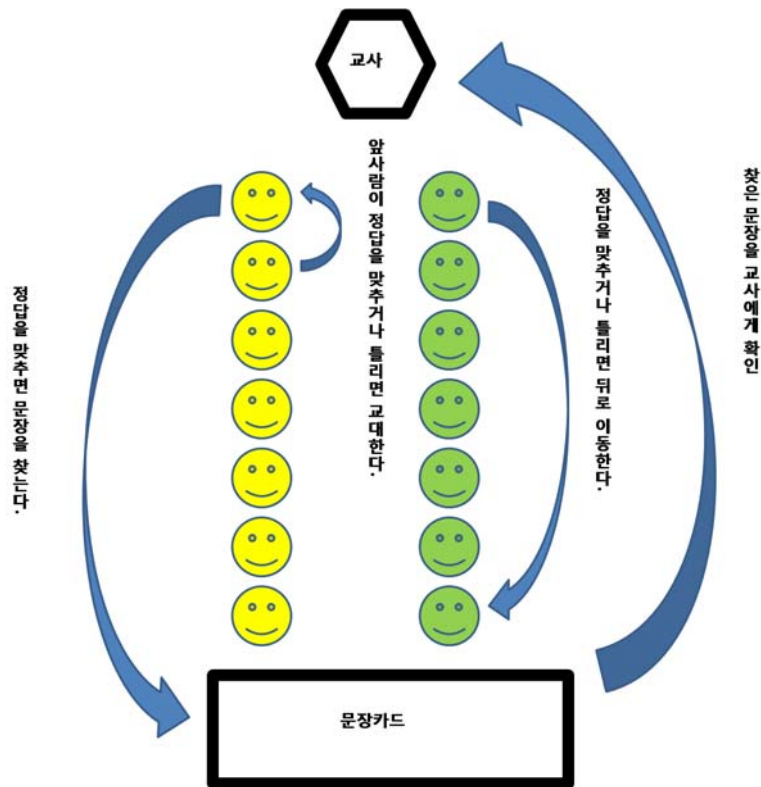 교사
정답을 맞추면 문장을 찾는다.
앞사람이 정답을 맞추거나 틀리면 교대한다.
정답을 맞추거나 틀리면 뒤로 이동한다.
찾은 문장을 교사에게 확인
문장카드